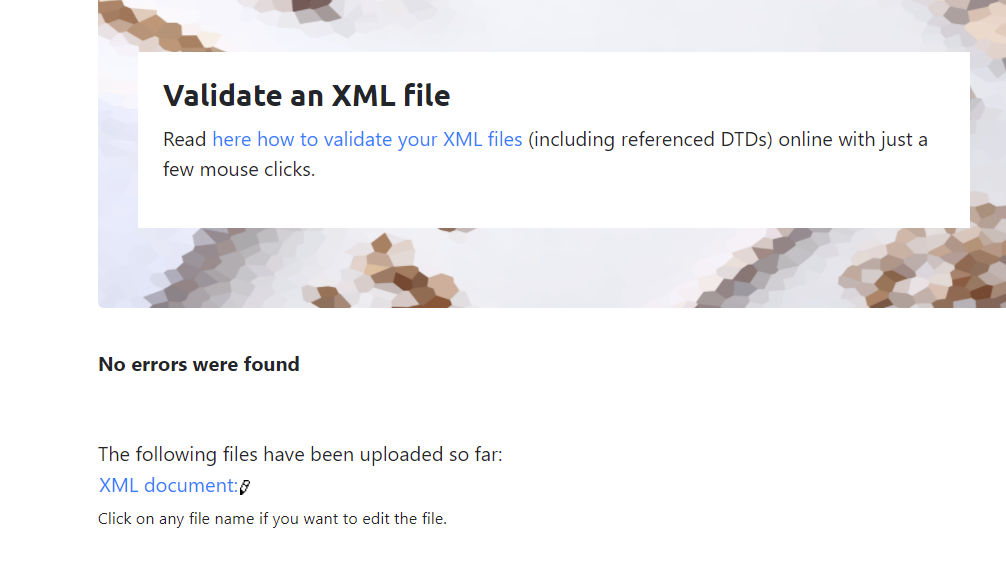 Validate an XML file
Read here how to validate your XML files (including referenced DTDs) online with just a
few mouse clicks.
No errors were found
The following files have been uploaded so far:
XML document:
Click on any file name if you want to edit the file.